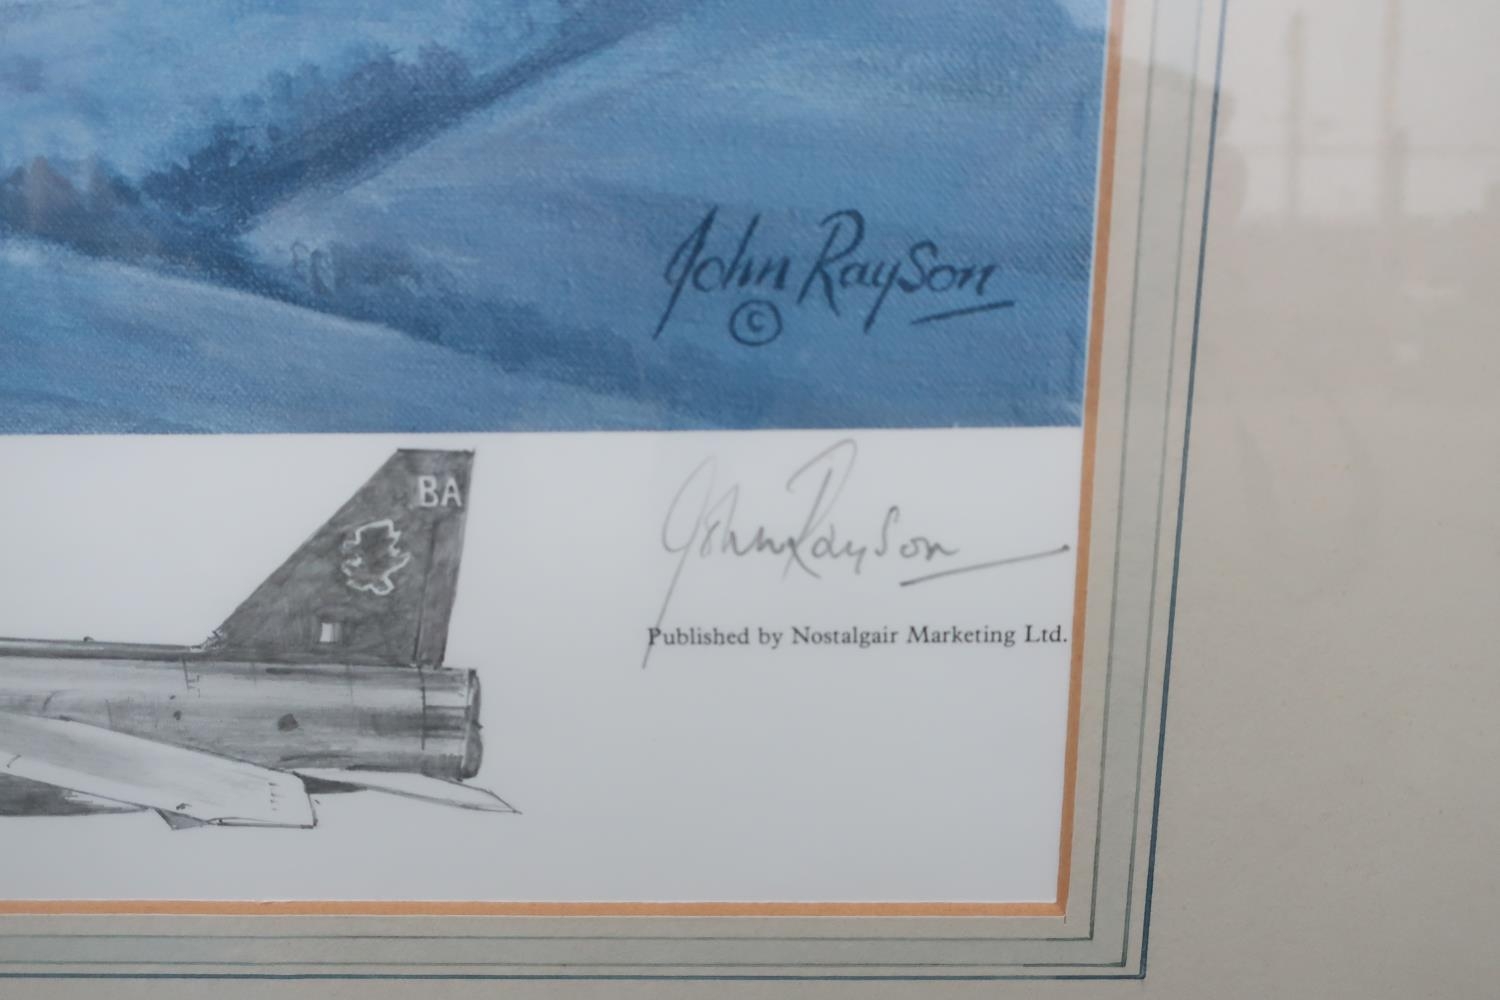 John Rayson
©
BA
John Rayson
Published by Nostalgair Marketing Ltd.